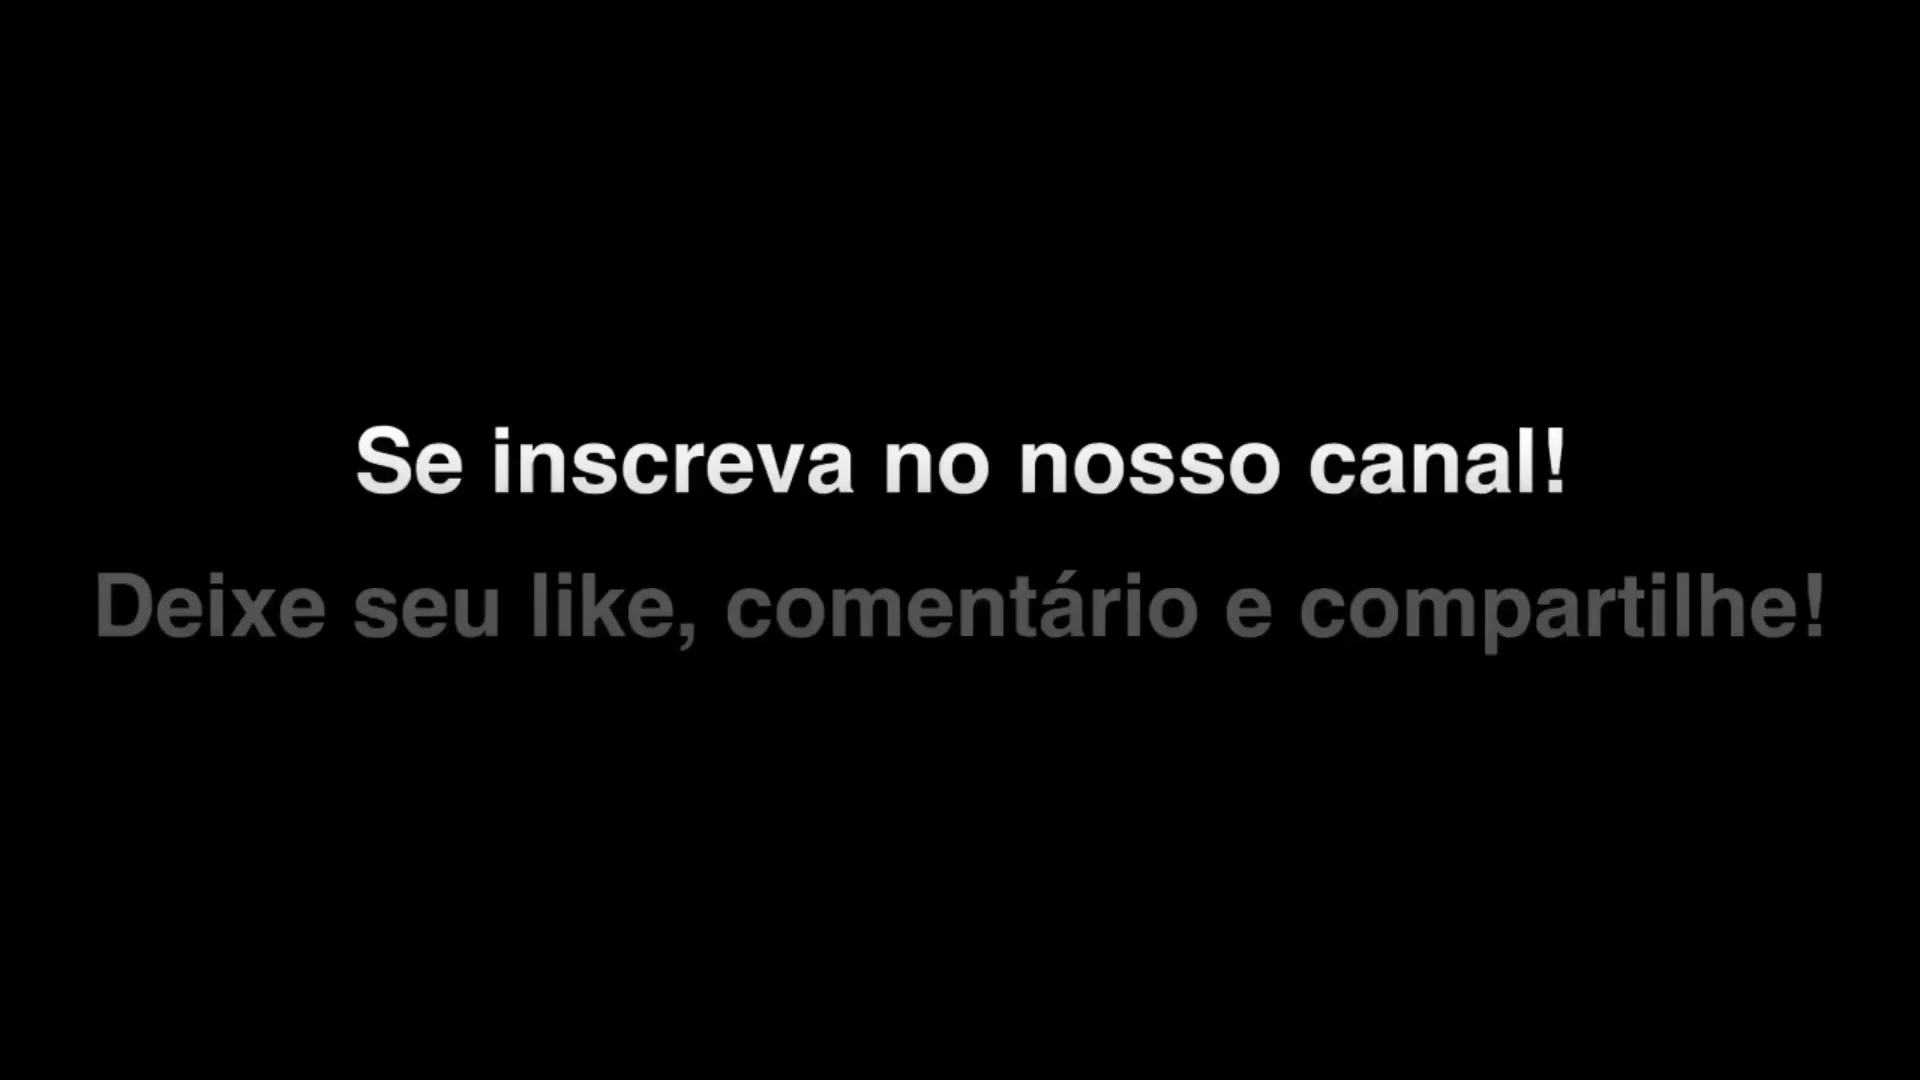 Se inscreva no nosso canal!
Deixe seu like, comentário e compartilhe!